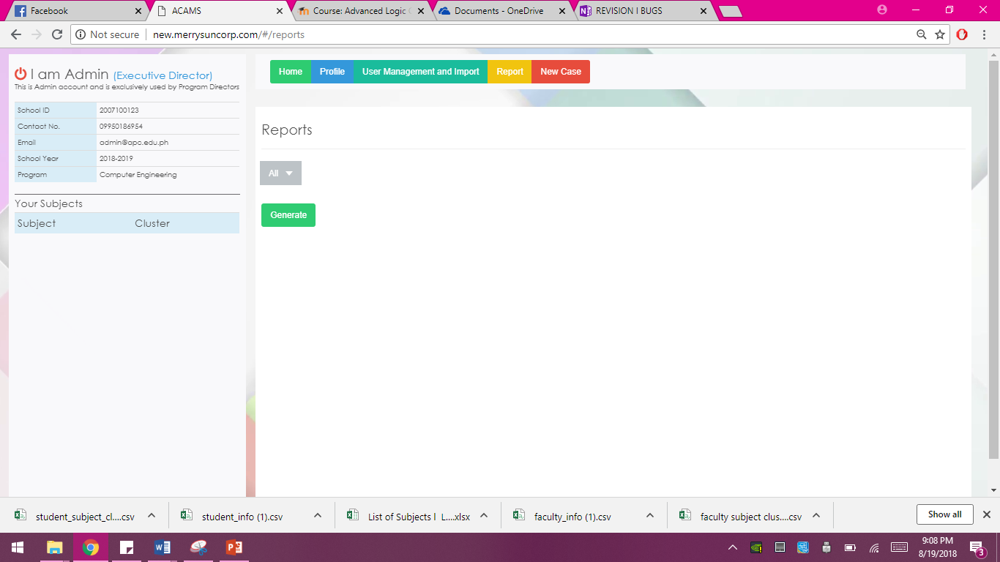 Facebook
ACAMS
Course: Advanced Logic
Documents - OneDrive
REVISION I BUGS
Not secure
new.merrysuncorp.com/#/reports
I am Admin (Executive Director)
This is Admin account and is exclusively used by Program Directors
School ID 2007100123
Contact No. 09950186954
Email admin@apc.edu.ph
School Year 2018-2019
Program Computer Engineering
Your Subjects
Subject Cluster
Home Profile User Management and Import Report New Case
Reports
All
Generate
student_subject_cl....csv
student_info (1).csv
List of Subjects l L....xlsx
faculty_info (1).csv
faculty subject clus....csv
Show all
9:08 PM
8/19/2018
3